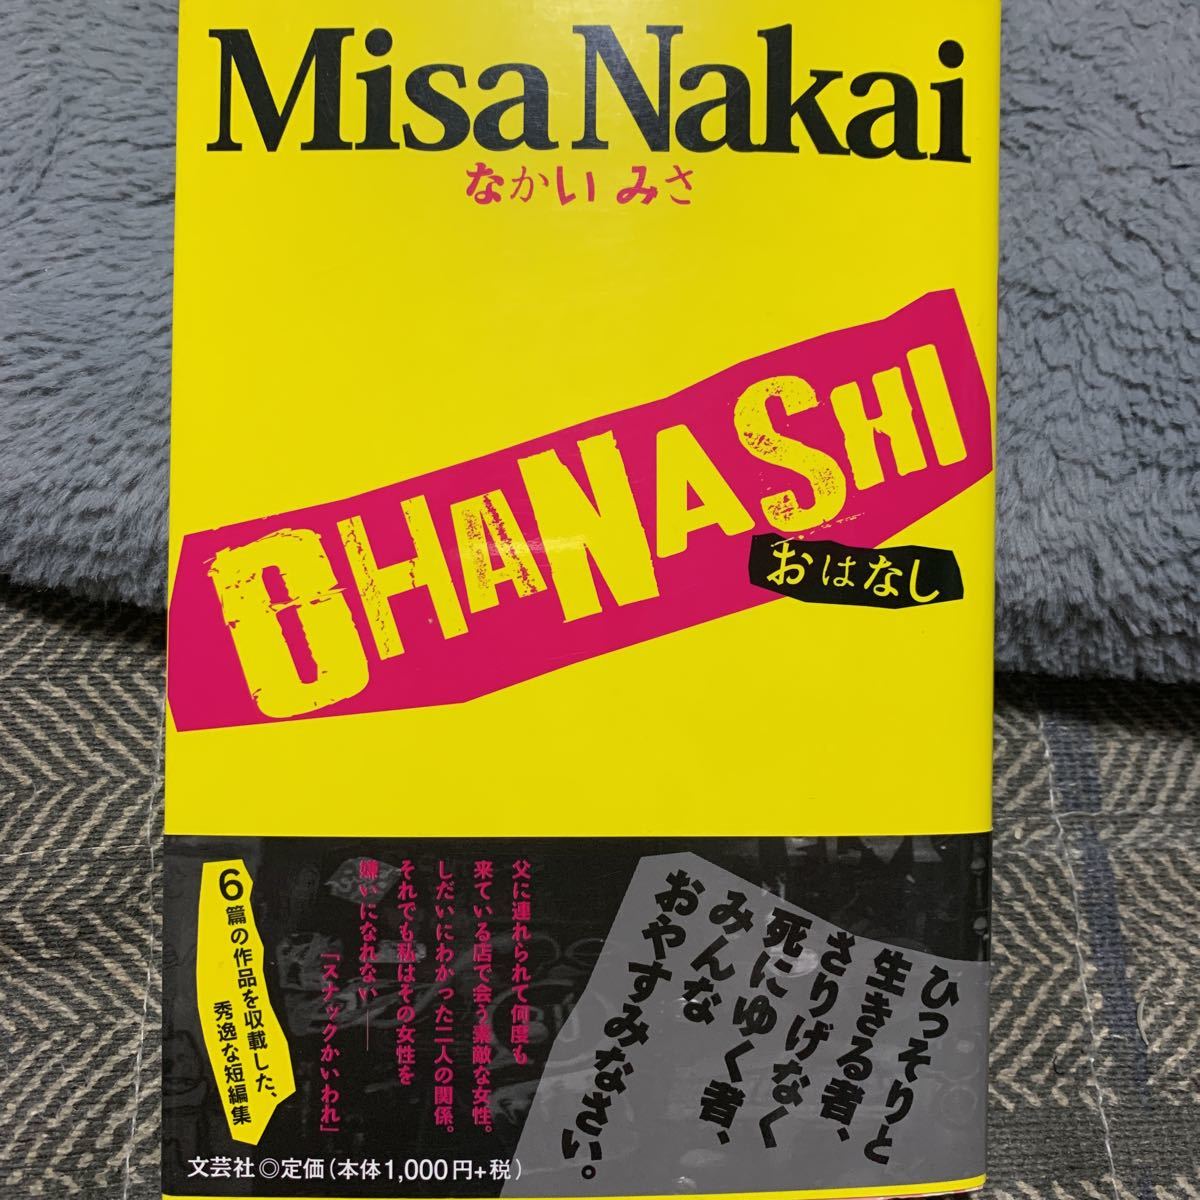 Misa Nakai
なかい みさ
OHANASHI
おはなし
ひっそりと
生きる者、
さりげなく
死にゆく者、
みんな
おやすみなさい。
父に連れられて何度も
来ている店で会う素敵な女性。
しだいにわかった二人の関係。
それでも私はその女性を
嫌いになれない――
「スナックかいわれ」
6篇の作品を収載した、
秀逸な短編集
文芸社◎定価(本体1,000円+税)